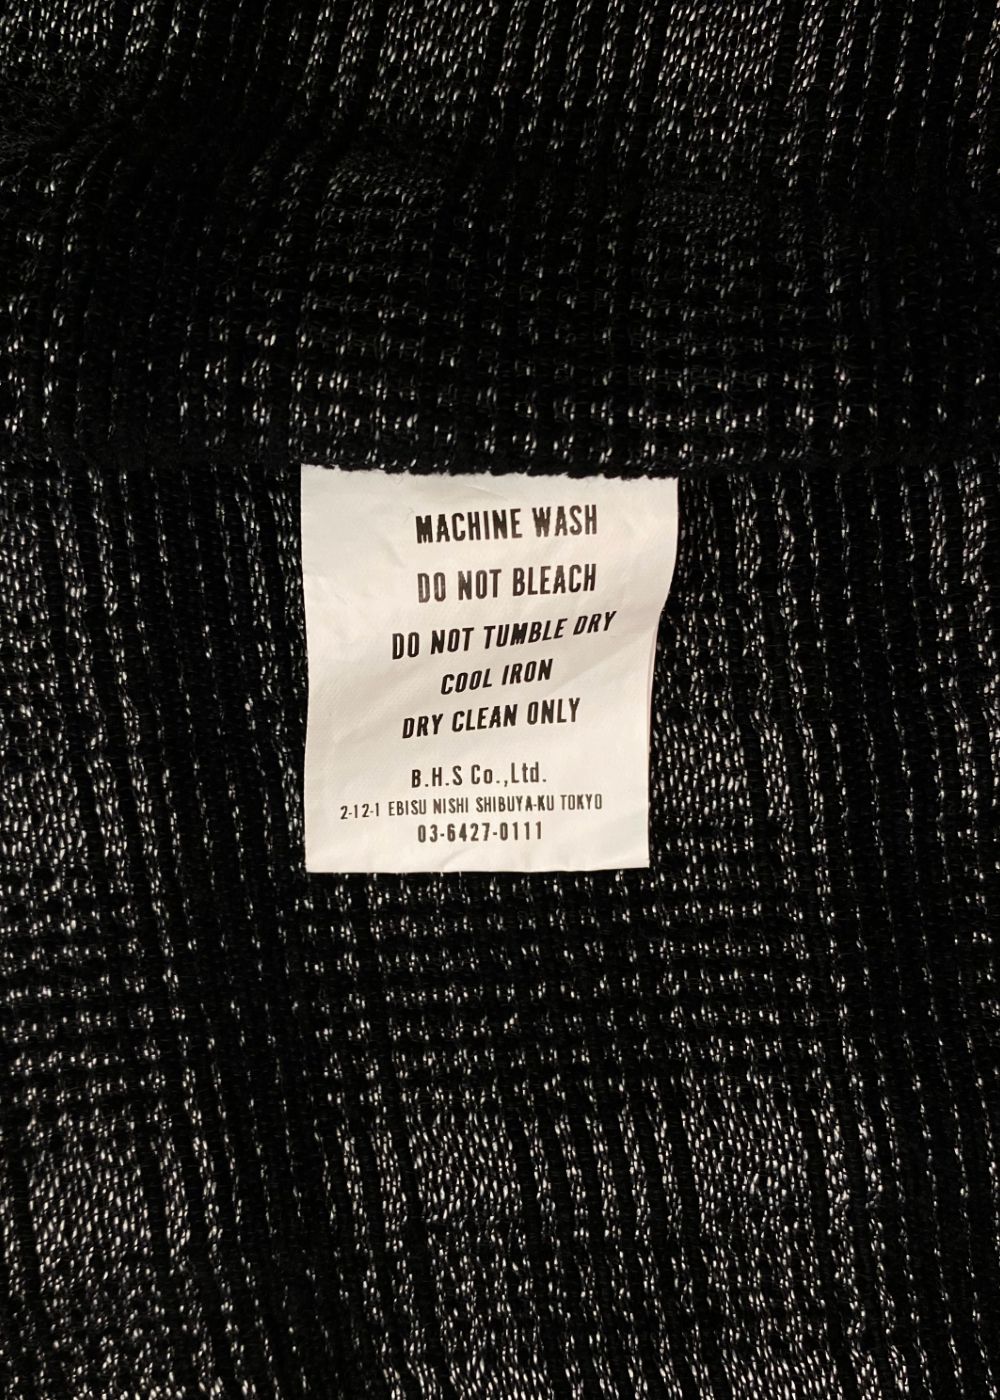 MACHINE WASH
DO NOT BLEACH
DO NOT TUMBLE DRY
COOL IRON
DRY CLEAN ONLY
B.H.S Co.,Ltd.
2-12-1 EBISU NISHI SHIBUYA-KU TOKYO
03-6427-0111